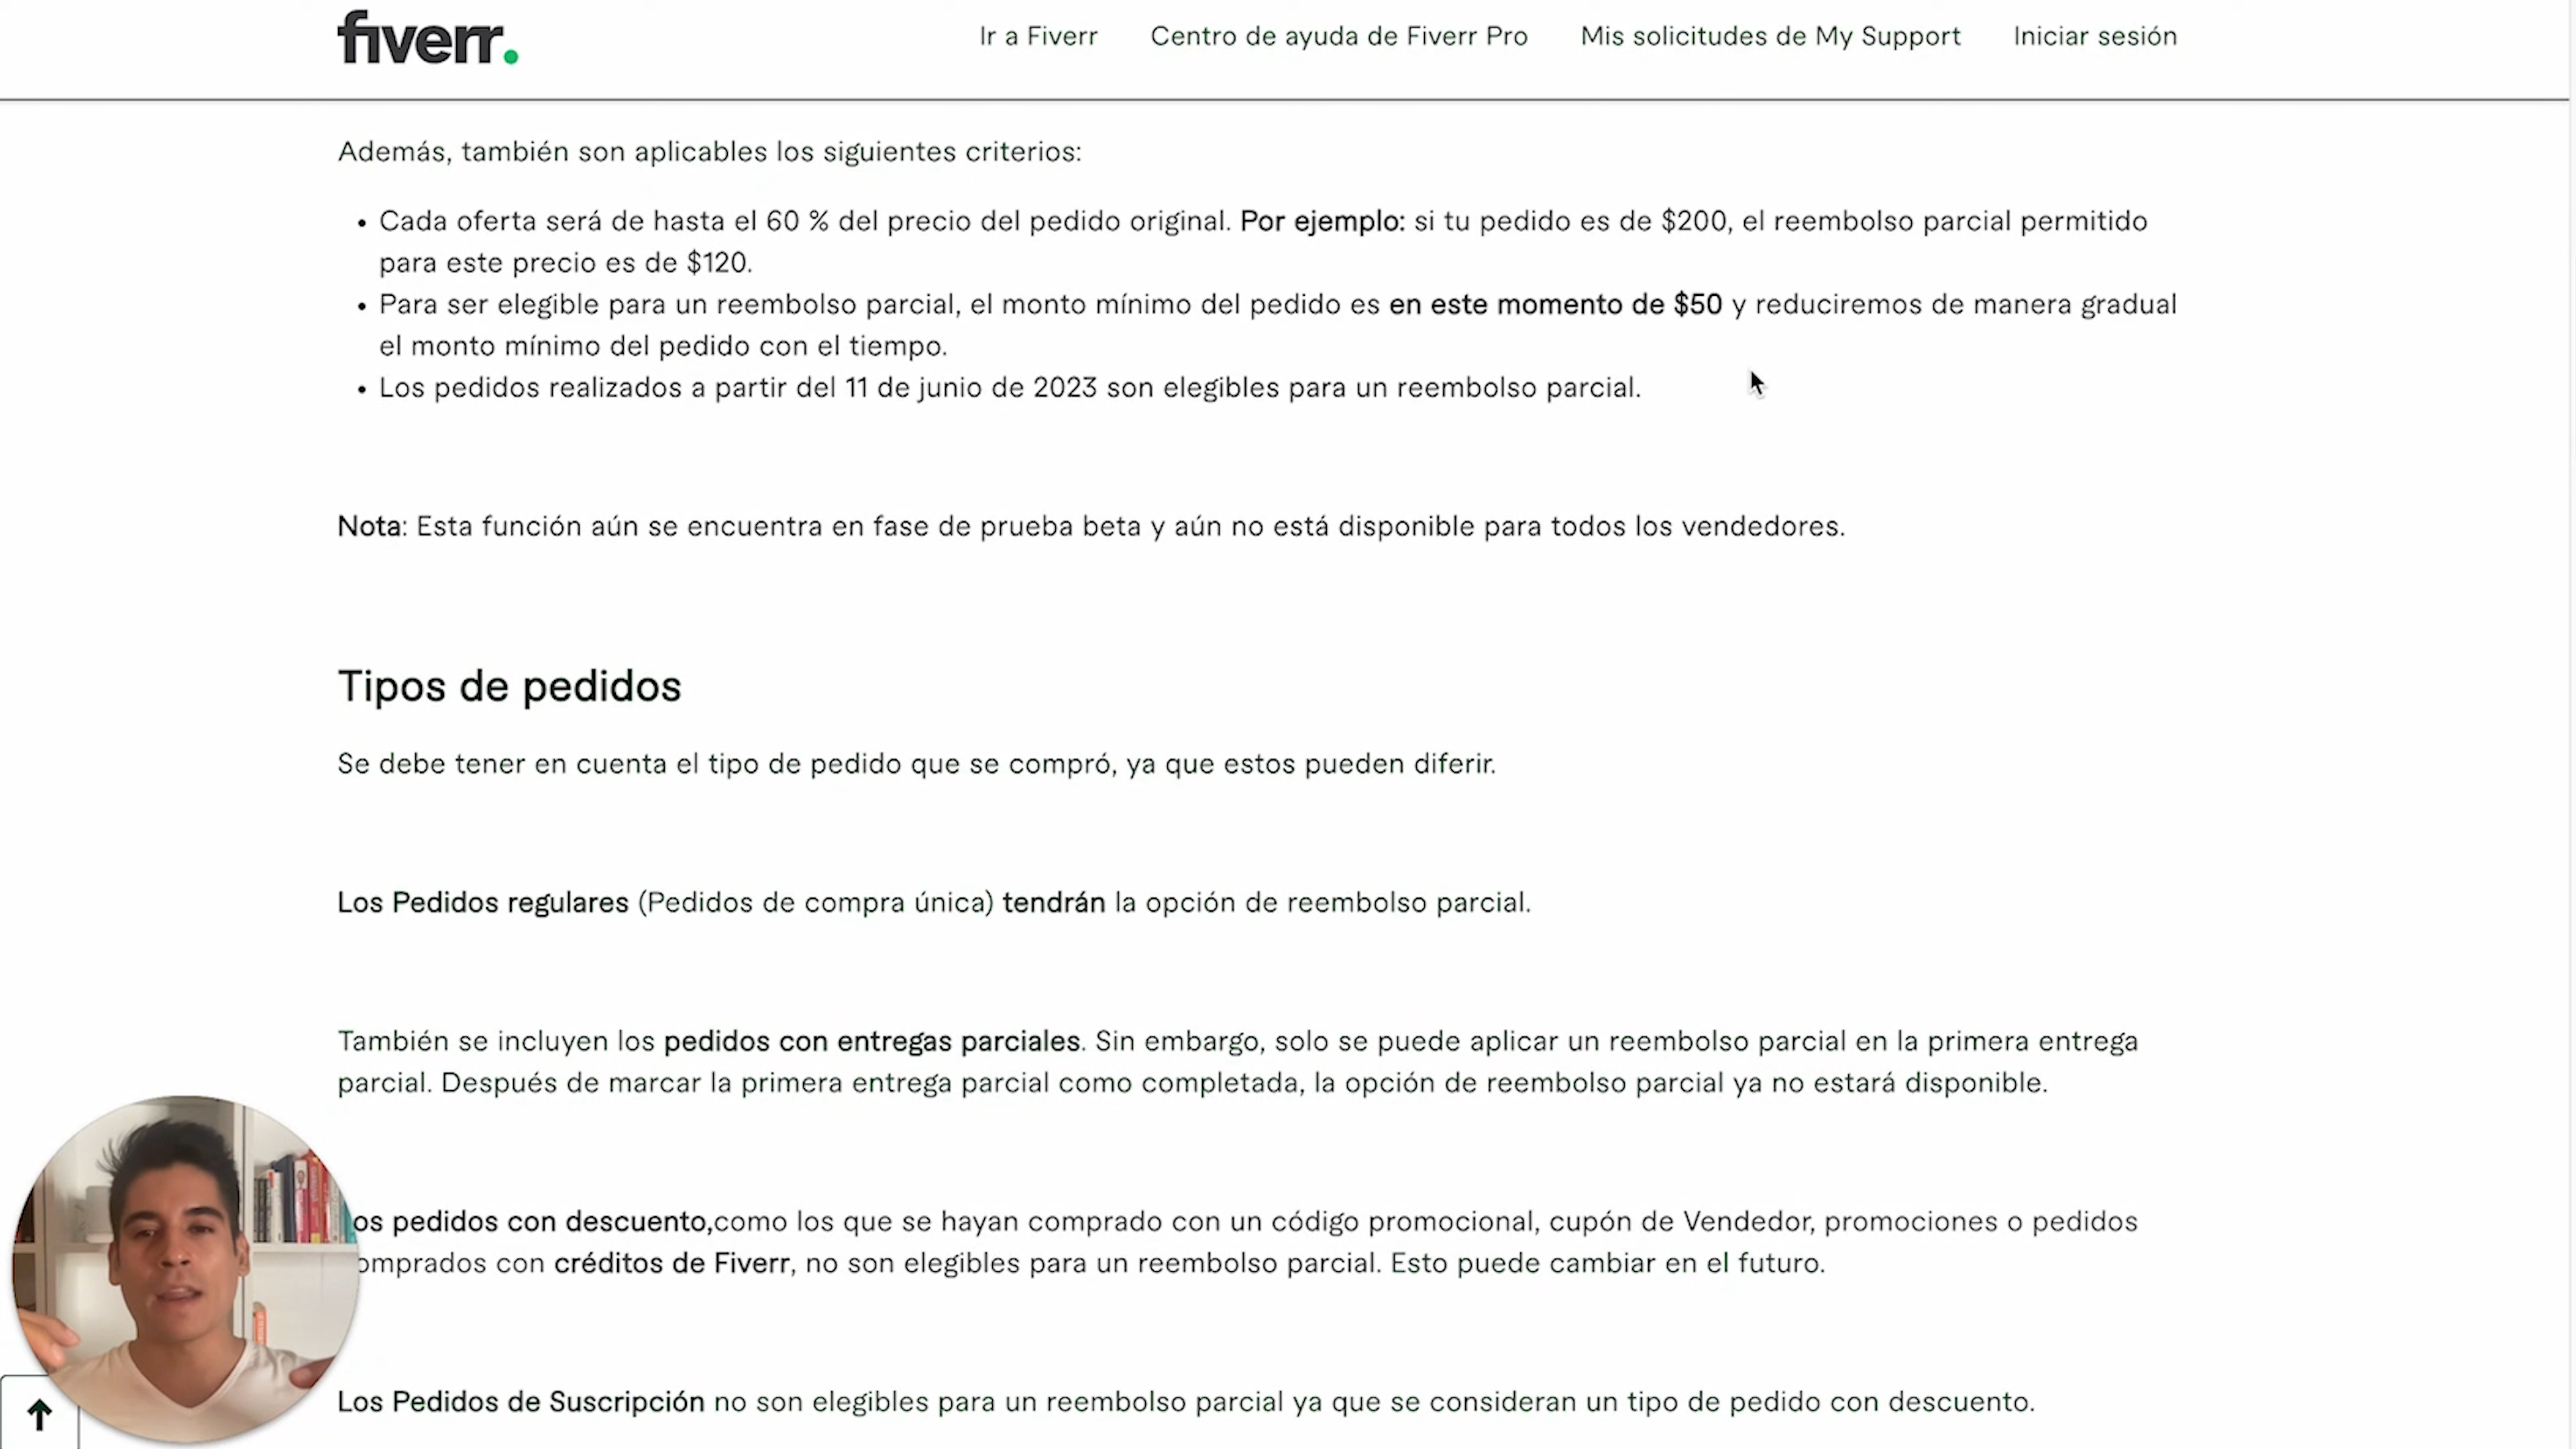 fiverr.
Ir a Fiverr
Centro de ayuda de Fiverr Pro
Mis solicitudes de My Support
Iniciar sesión
Además, también son aplicables los siguientes criterios:
• Cada oferta será de hasta el 60 % del precio del pedido original. Por ejemplo: si tu pedido es de $200, el reembolso parcial permitido
para este precio es de $120.
• Para ser elegible para un reembolso parcial, el monto mínimo del pedido es en este momento de $50 y reduciremos de manera gradual
el monto mínimo del pedido con el tiempo.
• Los pedidos realizados a partir del 11 de junio de 2023 son elegibles para un reembolso parcial.
Nota: Esta función aún se encuentra en fase de prueba beta y aún no está disponible para todos los vendedores.
Tipos de pedidos
Se debe tener en cuenta el tipo de pedido que se compró, ya que estos pueden diferir.
Los Pedidos regulares (Pedidos de compra única) tendrán la opción de reembolso parcial.
También se incluyen los pedidos con entregas parciales. Sin embargo, solo se puede aplicar un reembolso parcial en la primera entrega
parcial. Después de marcar la primera entrega parcial como completada, la opción de reembolso parcial ya no estará disponible.
os pedidos con descuento,como los que se hayan comprado con un código promocional, cupón de Vendedor, promociones o pedidos
omprados con créditos de Fiverr, no son elegibles para un reembolso parcial. Esto puede cambiar en el futuro.
Los Pedidos de Suscripción no son elegibles para un reembolso parcial ya que se consideran un tipo de pedido con descuento.